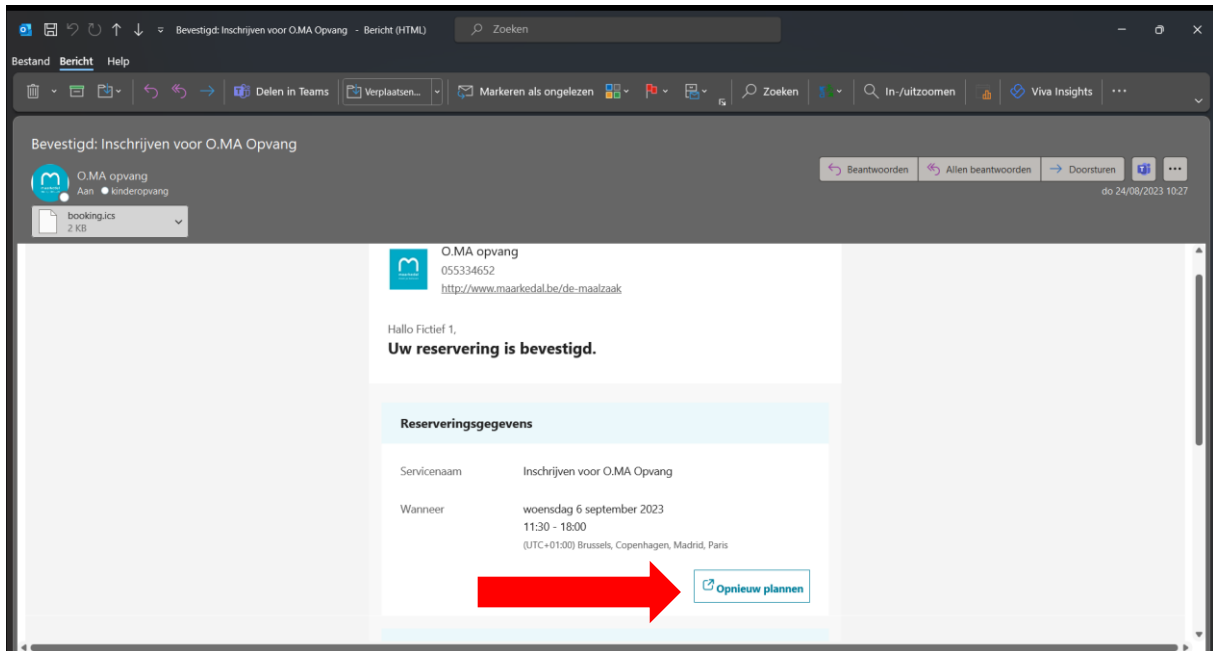 Bevestigd: Inschrijven voor O.MA Opvang - Bericht (HTML)
Zoeken
Bestand Bericht Help
Delen in Teams Verplaatsen... Markeren als ongelezen Zoeken In-/uitzoomen Viva Insights
Bevestigd: Inschrijven voor O.MA Opvang
O.MA opvang
Aan kinderopvang
Beantwoorden Allen beantwoorden Doorsturen
do 24/08/2023 10:27
booking.ics
2 KB
O.MA opvang
055334652
http://www.maarkedal.be/de-maalzaak
Hallo Fictief 1,
Uw reservering is bevestigd.
Reserveringsgegevens
Servicenaam Inschrijven voor O.MA Opvang
Wanneer woensdag 6 september 2023
11:30 - 18:00
(UTC+01:00) Brussels, Copenhagen, Madrid, Paris
Opnieuw plannen